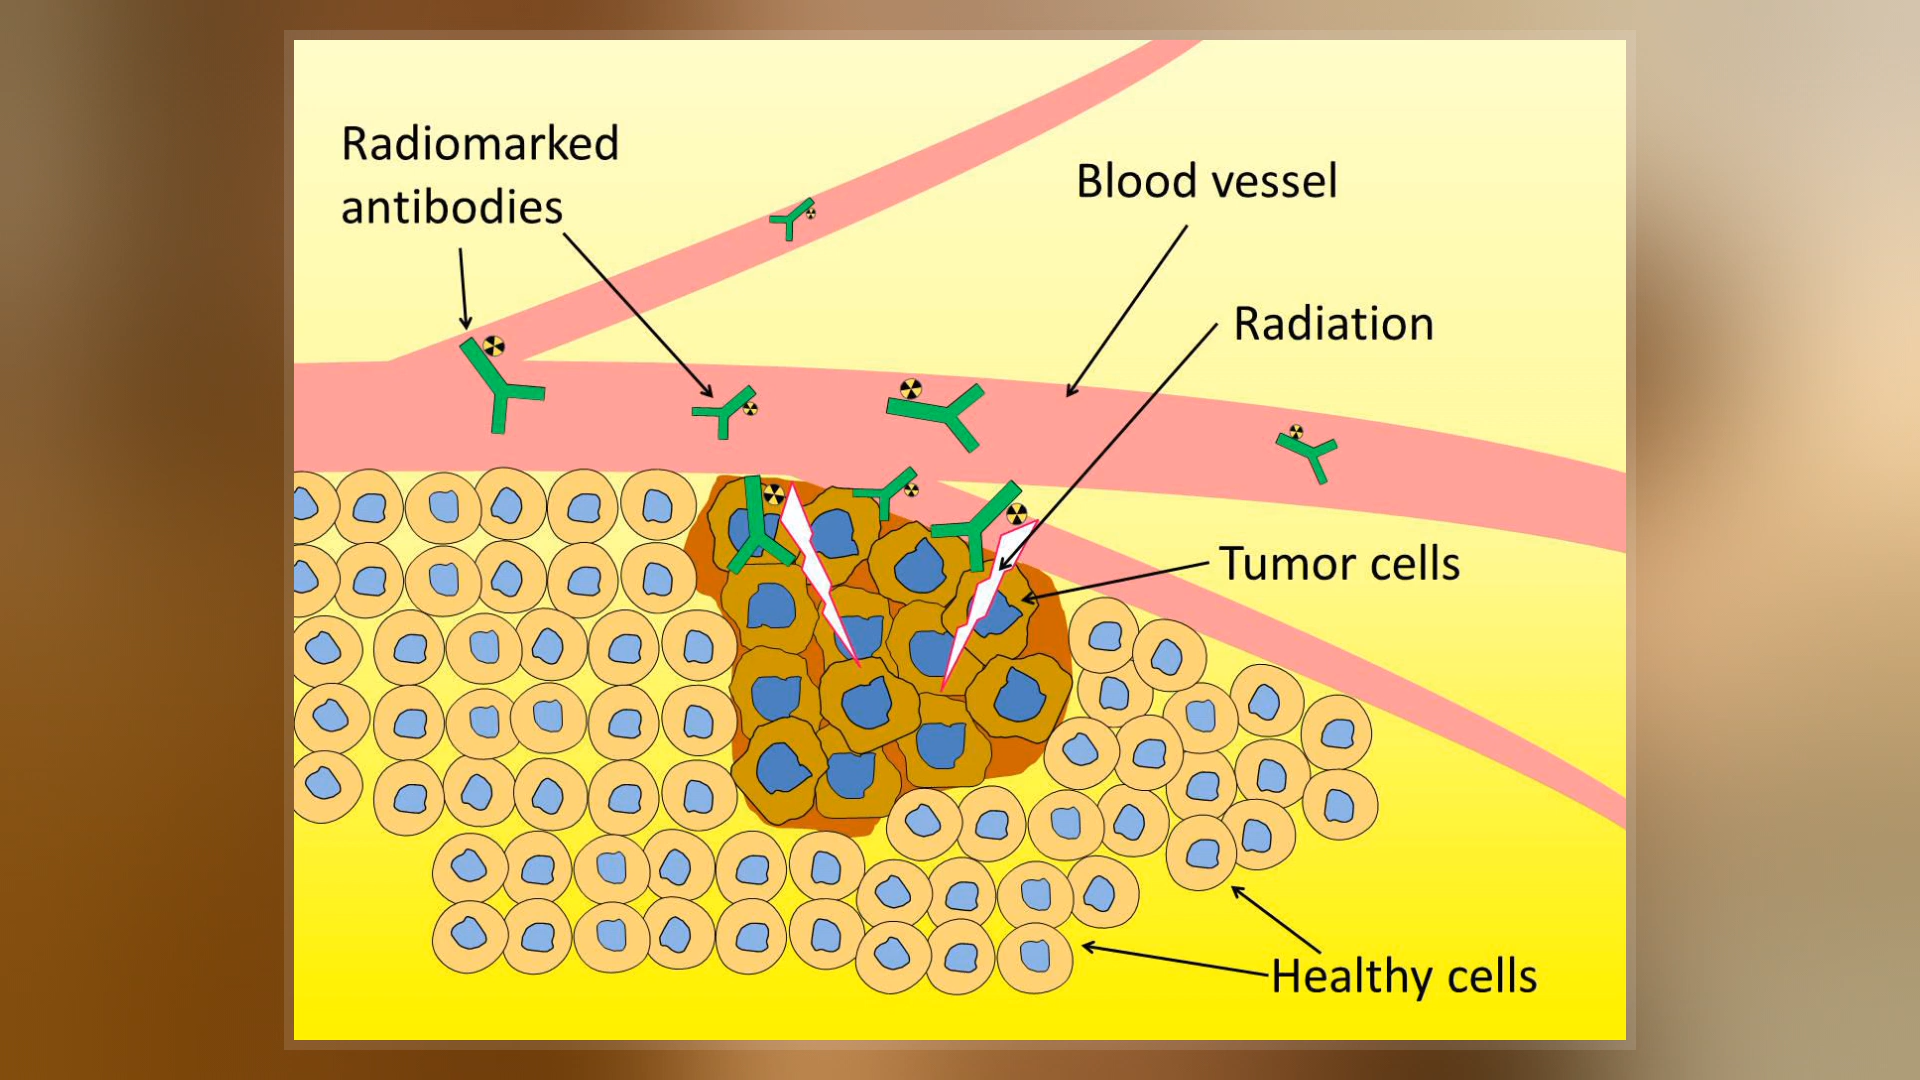 Radiomarked
antibodies
Blood vessel
Radiation
Tumor cells
Healthy cells